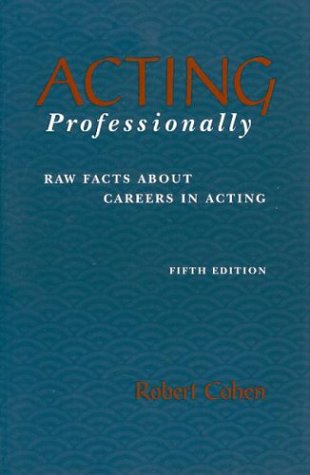 ACTING
Professionally
RAW FACTS ABOUT
CAREERS IN ACTING
FIFTH EDITION
Robert Cohen